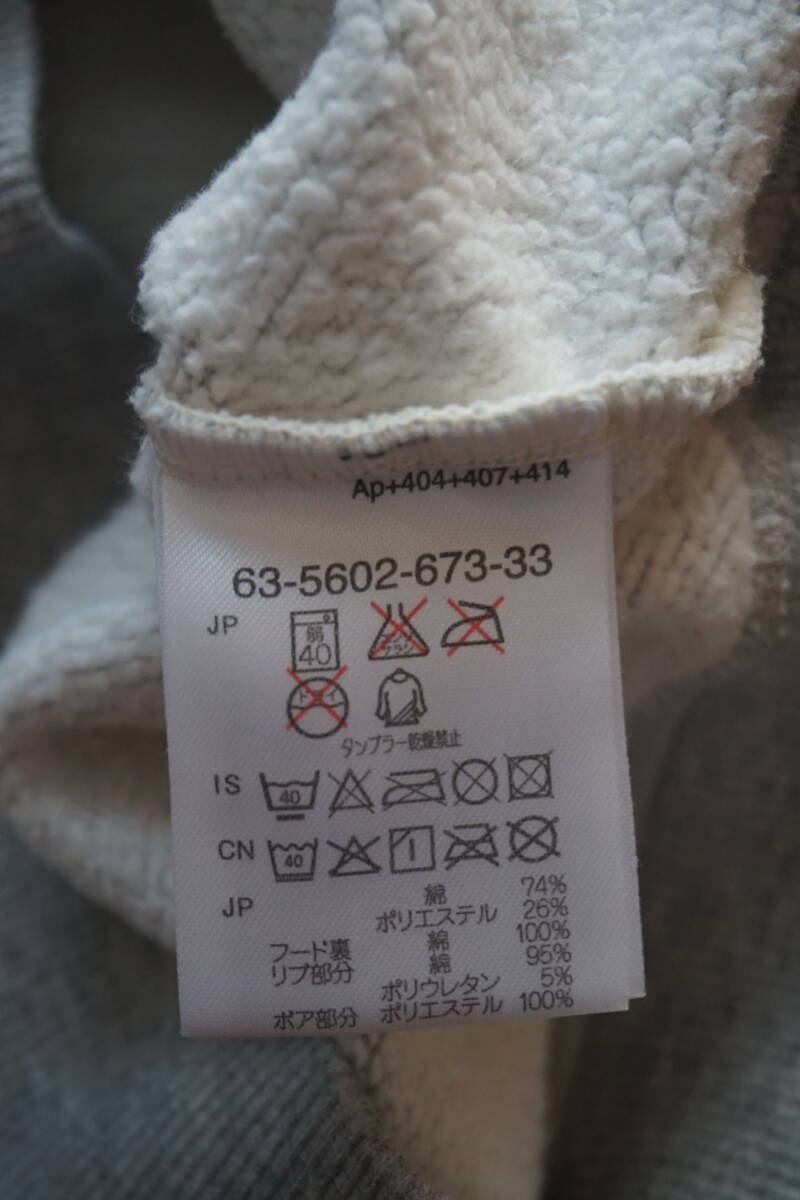 Ap+404+407+414
63-5602-673-33
JP
弱
40
ドライ
タンブラー乾燥禁止
IS 40
CN 40
JP 綿 74%
ポリエステル 26%
フード裏 綿 100%
リブ部分 綿 95%
ポリウレタン 5%
ボア部分 ポリエステル 100%